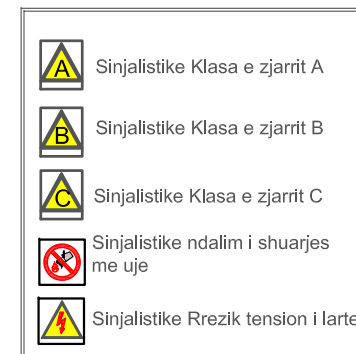 A Sinjalistike Klasa e zjarrit A
B Sinjalistike Klasa e zjarrit B
C Sinjalistike Klasa e zjarrit C
Sinjalistike ndalim i shuarjes
me uje
Sinjalistike Rrezik tension i larte